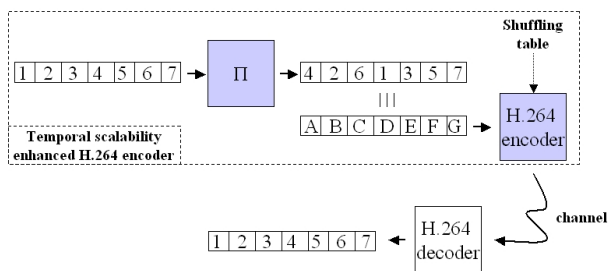 Shuffling
table
1 2 3 4 5 6 7
Π
4 2 6 1 3 5 7
A B C D E F G
H.264
encoder
Temporal scalability
enhanced H.264 encoder
channel
1 2 3 4 5 6 7
H.264
decoder